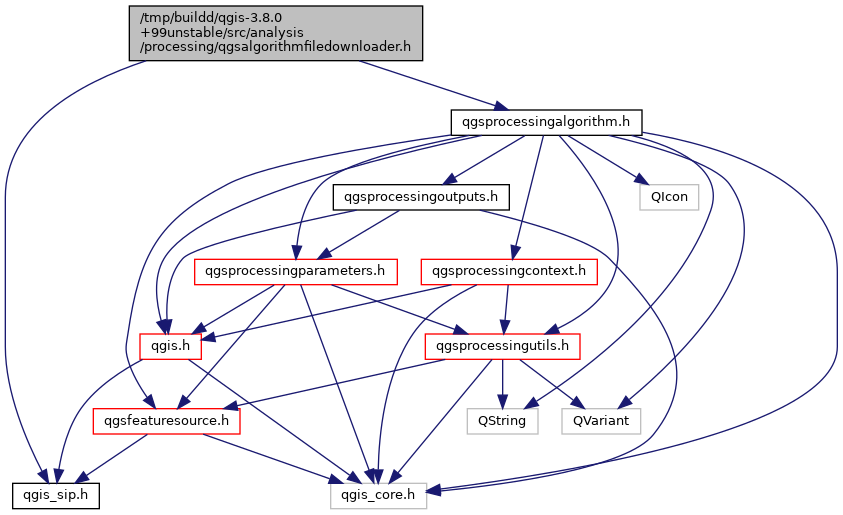 /tmp/buildd/qgis-3.8.0
+99unstable/src/analysis
/processing/qgsalgorithmfiledownloader.h
qgsprocessingalgorithm.h
qgsprocessingoutputs.h
QIcon
qgsprocessingparameters.h
qgsprocessingcontext.h
qgis.h
qgsprocessingutils.h
qgsfeaturesource.h
QString
QVariant
qgis_sip.h
qgis_core.h